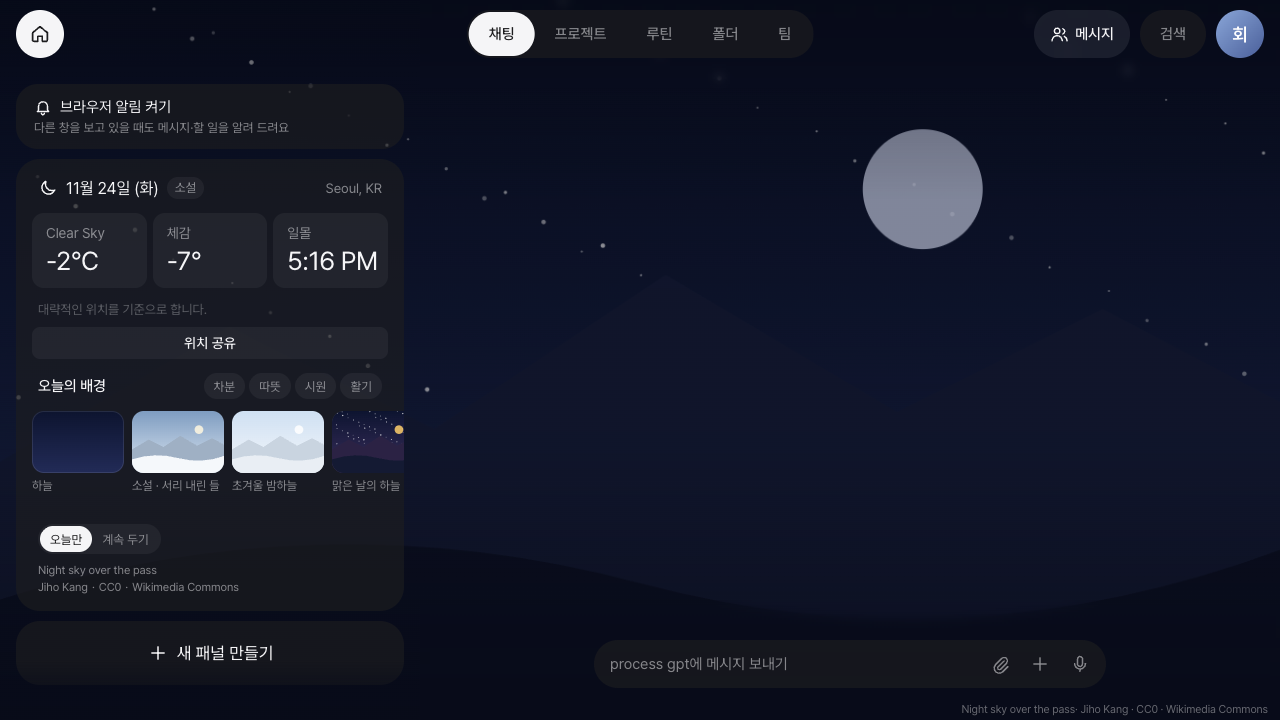 채팅
프로젝트
루틴
폴더
팀
메시지
검색
회
브라우저 알림 켜기
다른 창을 보고 있을 때도 메시지·할 일을 알려 드려요
11월 24일 (화)
소설
Seoul, KR
Clear Sky
-2°C
체감
-7°
일몰
5:16 PM
대략적인 위치를 기준으로 합니다.
위치 공유
오늘의 배경
차분
따뜻
시원
활기
하늘
소설 · 서리 내린 들
초겨울 밤하늘
맑은 날의 하늘
오늘만
계속 두기
Night sky over the pass
Jiho Kang · CC0 · Wikimedia Commons
새 패널 만들기
process gpt에 메시지 보내기
Night sky over the pass· Jiho Kang · CC0 · Wikimedia Commons